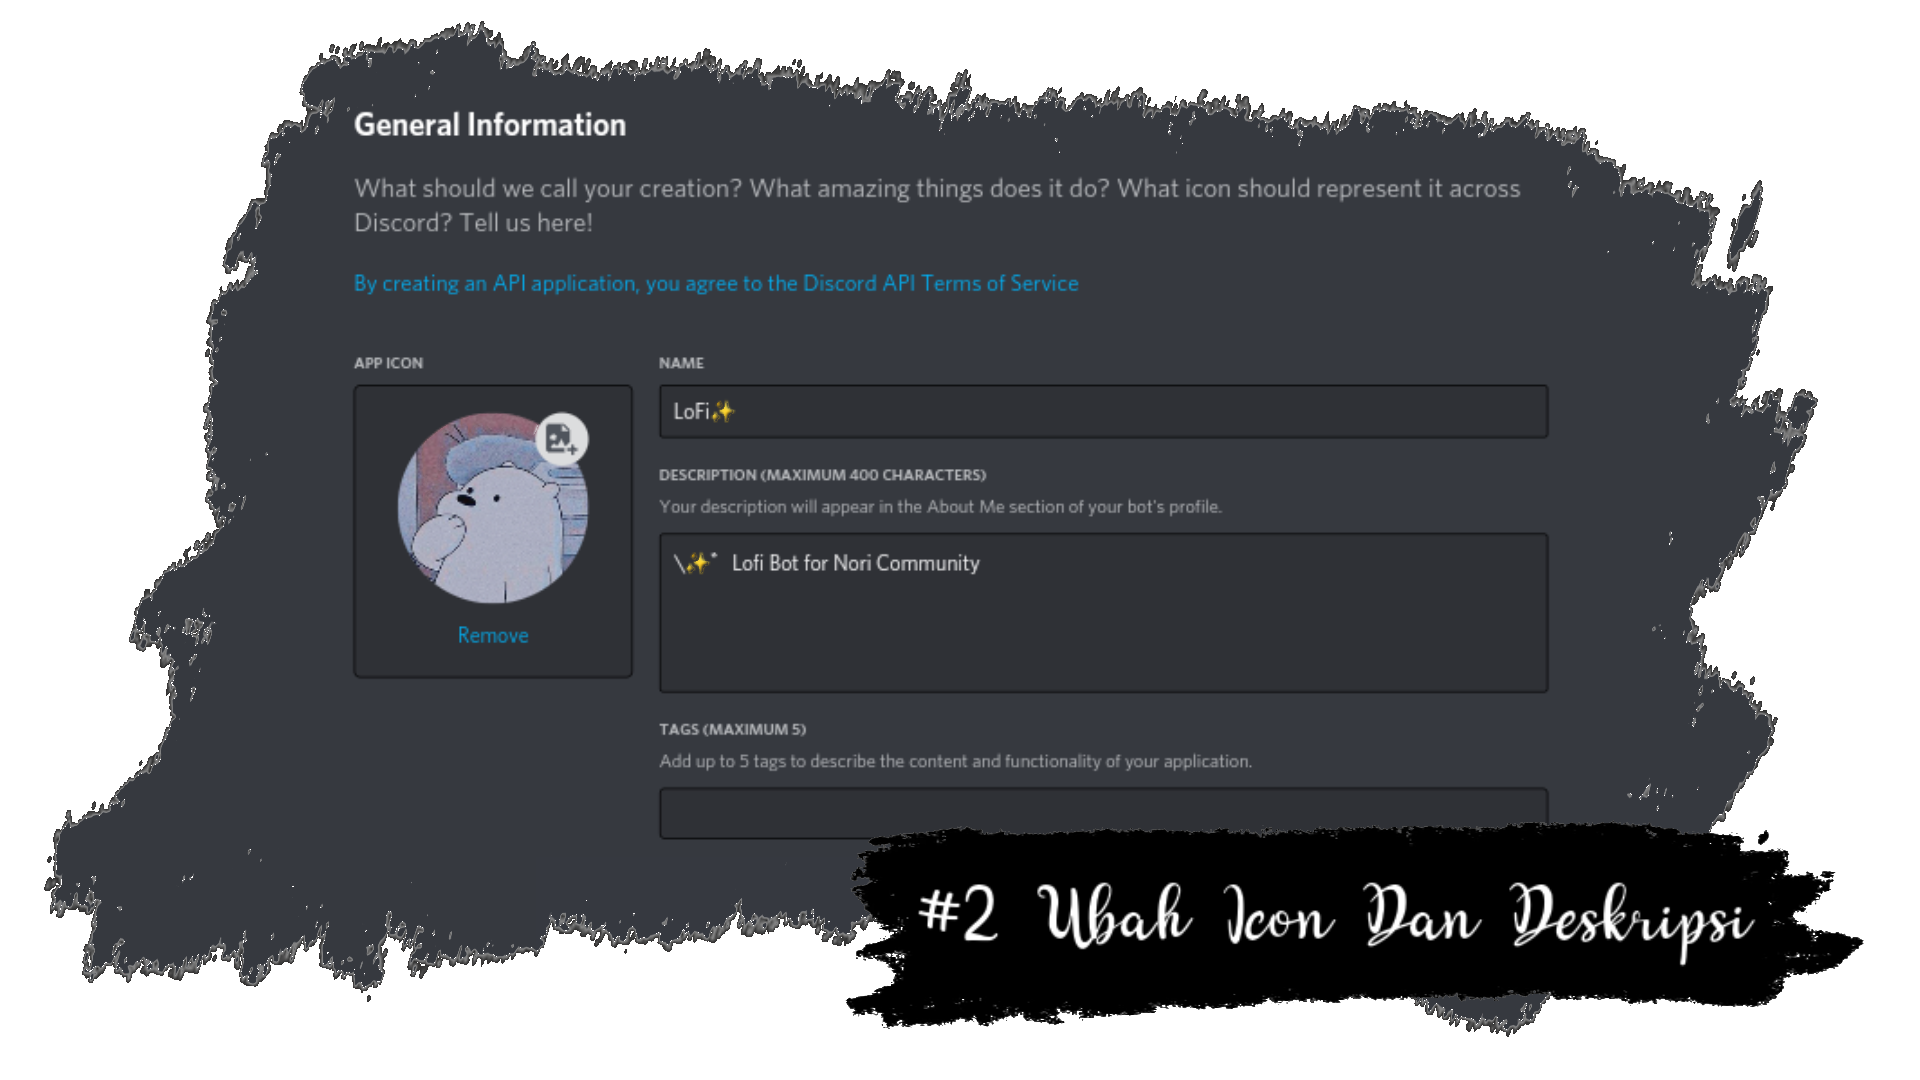 General Information
What should we call your creation? What amazing things does it do? What icon should represent it across
Discord? Tell us here!
By creating an API application, you agree to the Discord API Terms of Service
APP ICON
Remove
NAME
LoFi✨
DESCRIPTION (MAXIMUM 400 CHARACTERS)
Your description will appear in the About Me section of your bot's profile.
\✨˚ Lofi Bot for Nori Community
TAGS (MAXIMUM 5)
Add up to 5 tags to describe the content and functionality of your application.
#2 Ubah Icon Dan Deskripsi